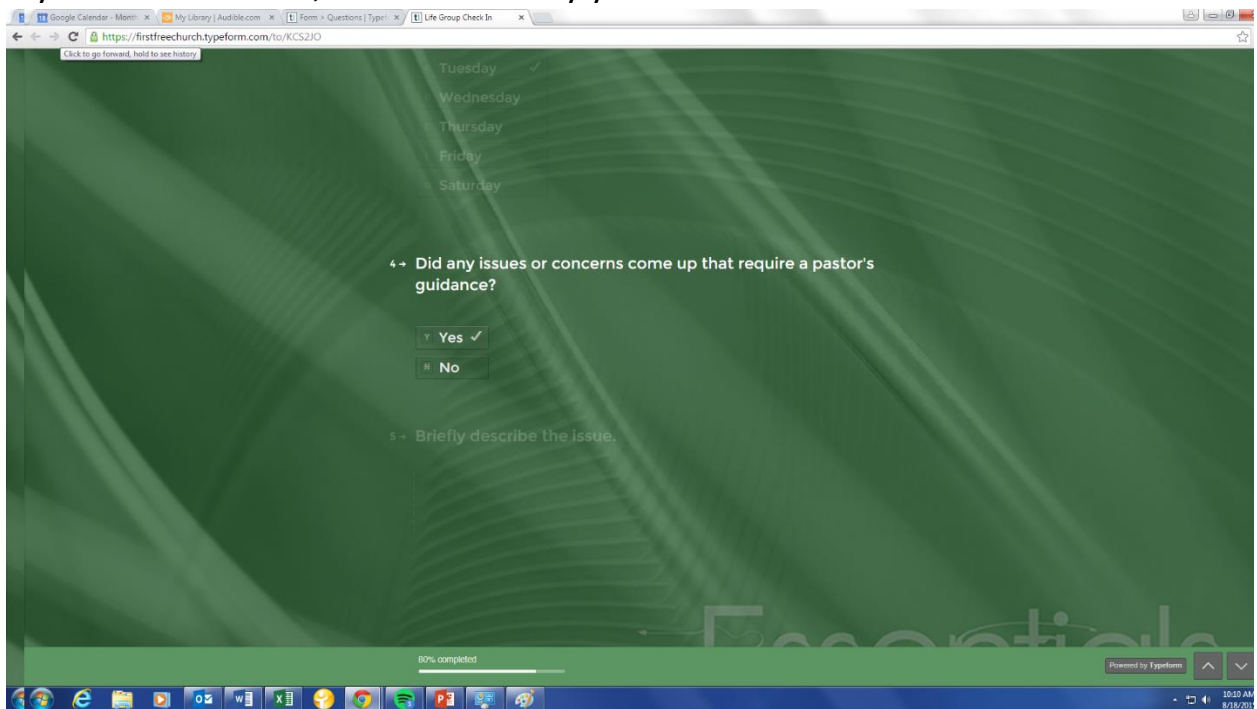 Google Calendar - Month
My Library | Audible.com
Form » Questions | Typef
Life Group Check In
https://firstfreechurch.typeform.com/to/KCS2JO
Click to go forward, hold to see history
Tuesday
Wednesday
Thursday
Friday
Saturday
4 → Did any issues or concerns come up that require a pastor's
guidance?
Y Yes ✓
N No
5 → Briefly describe the issue.
Essentials
80% completed
Powered by Typeform
10:10 AM